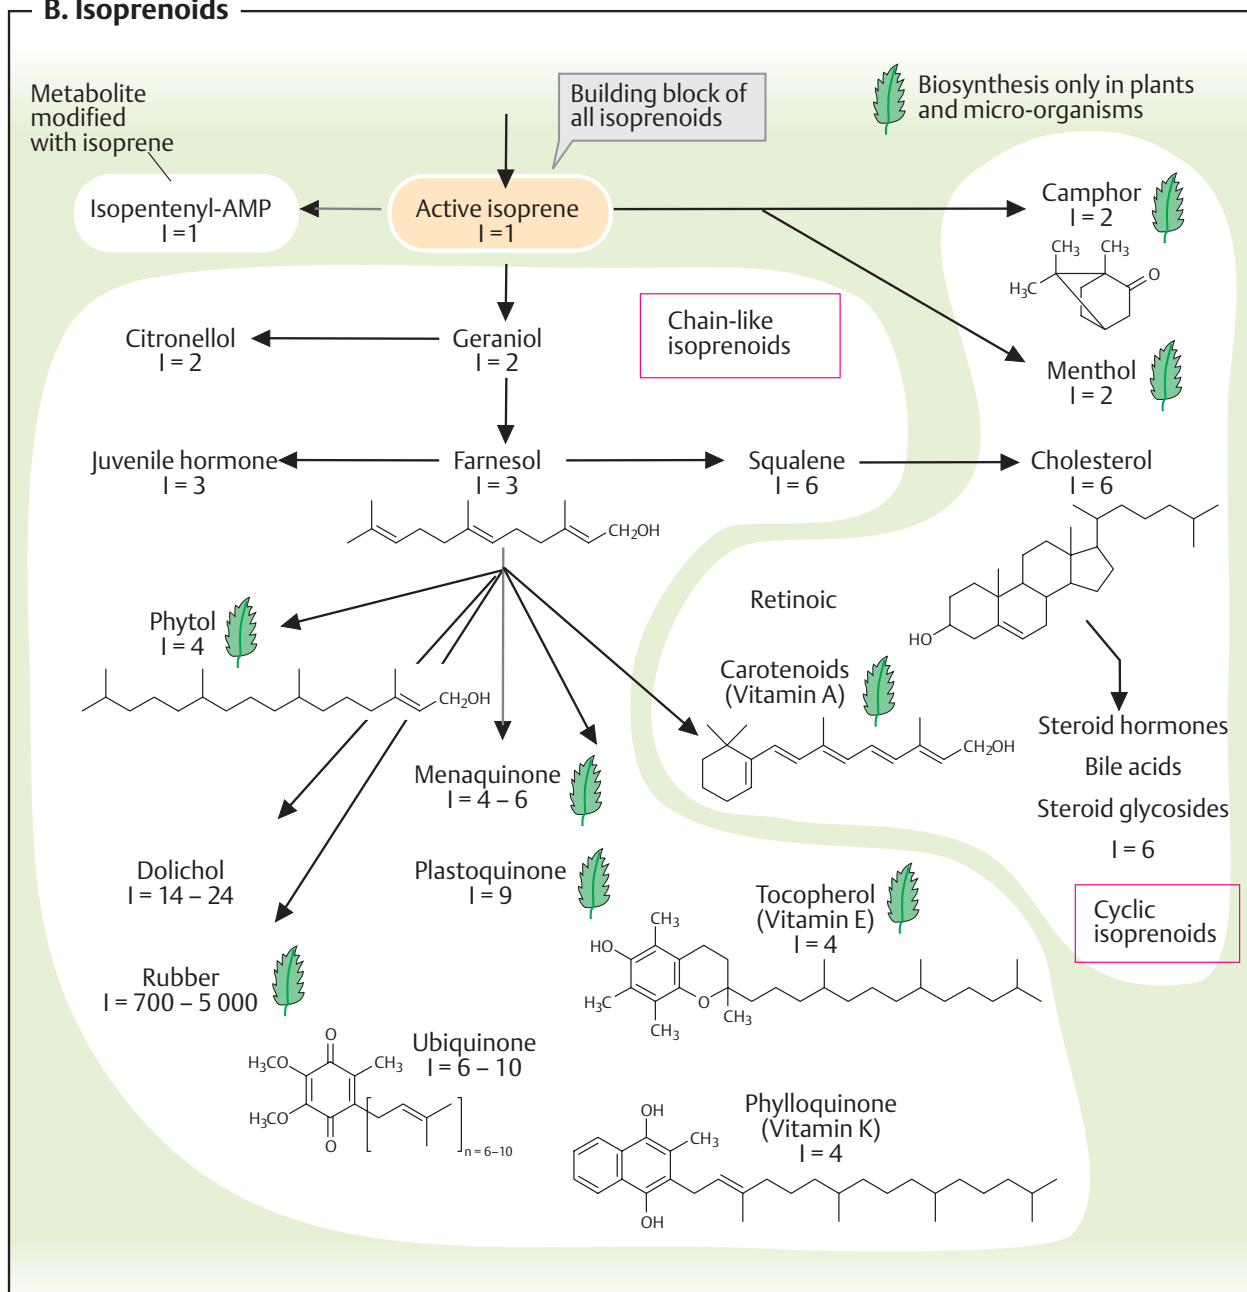 B. Isoprenoids
Metabolite
modified
with isoprene
Building block of
all isoprenoids
Biosynthesis only in plants
and micro-organisms
Isopentenyl-AMP
I =1
Active isoprene
I =1
Camphor
I = 2
CH3
CH3
H3C
O
Citronellol
I = 2
Geraniol
I = 2
Chain-like
isoprenoids
Menthol
I = 2
Juvenile hormone
I = 3
Farnesol
I = 3
Squalene
I = 6
Cholesterol
I = 6
CH2OH
HO
Retinoic
Phytol
I = 4
CH2OH
Carotenoids
(Vitamin A)
CH2OH
Steroid hormones
Bile acids
Steroid glycosides
I = 6
Menaquinone
I = 4 – 6
Dolichol
I = 14 – 24
Plastoquinone
I = 9
Tocopherol
(Vitamin E)
I = 4
CH3
HO
H3C
O
CH3
CH3
Cyclic
isoprenoids
Rubber
I = 700 – 5 000
Ubiquinone
I = 6 – 10
O
H3CO
CH3
H3CO
O
n = 6–10
Phylloquinone
(Vitamin K)
I = 4
OH
CH3
OH